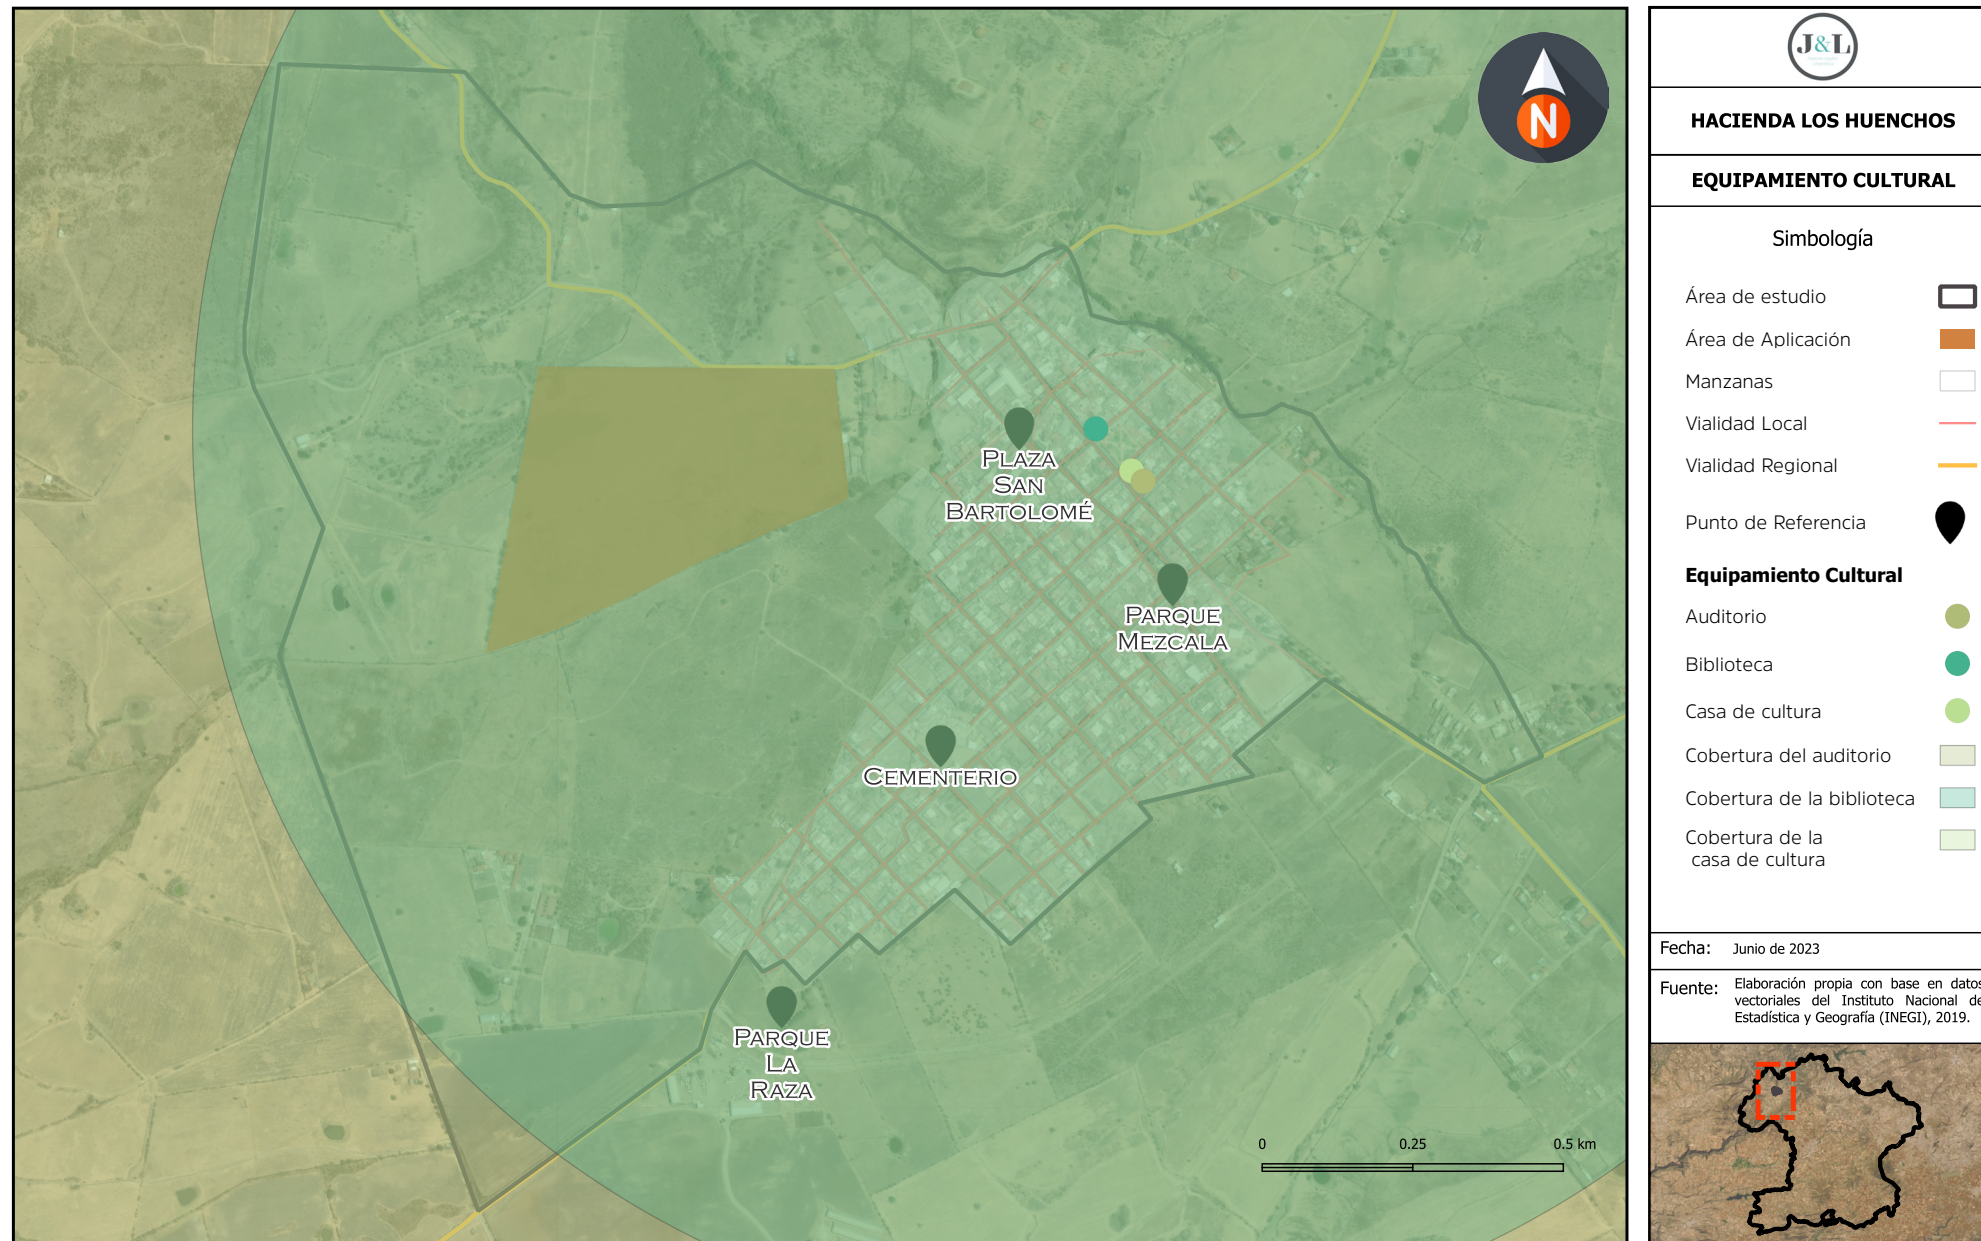 N
PLAZA
SAN
BARTOLOMÉ
PARQUE
MEZCALA
CEMENTERIO
PARQUE
LA
RAZA
0 0.25 0.5 km
J&L
HACIENDA LOS HUENCHOS
EQUIPAMIENTO CULTURAL
Simbología
Área de estudio
Área de Aplicación
Manzanas
Vialidad Local
Vialidad Regional
Punto de Referencia
Equipamiento Cultural
Auditorio
Biblioteca
Casa de cultura
Cobertura del auditorio
Cobertura de la biblioteca
Cobertura de la
casa de cultura
Fecha: Junio de 2023
Fuente: Elaboración propia con base en datos
vectoriales del Instituto Nacional de
Estadística y Geografía (INEGI), 2019.